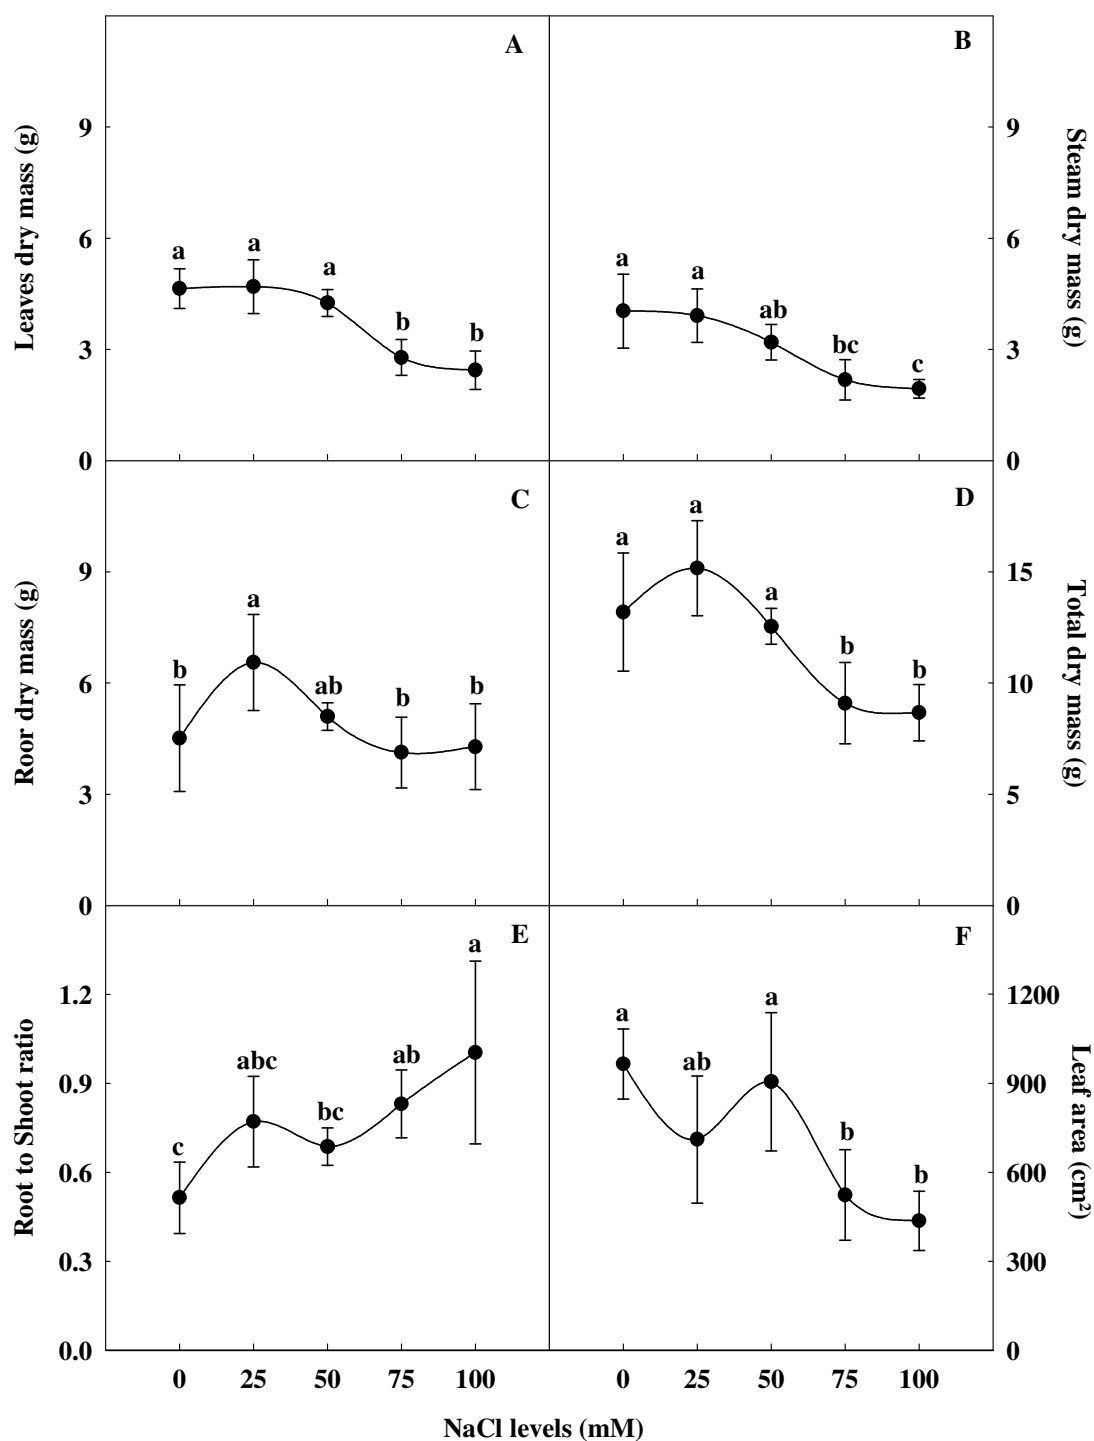 A
B
9
9
Leaves dry mass (g)
Steam dry mass (g)
6
6
a
a
a
b
b
a
a
ab
bc
c
3
3
0
0
C
D
9
15
Roor dry mass (g)
Total dry mass (g)
b
a
ab
b
b
a
a
a
b
b
6
10
3
5
0
0
E
F
1.2
1200
Root to Shoot ratio
Leaf area (cm²)
c
abc
bc
ab
a
a
ab
a
b
b
0.9
900
0.6
600
0.3
300
0.0
0
0 25 50 75 100 0 25 50 75 100
NaCl levels (mM)